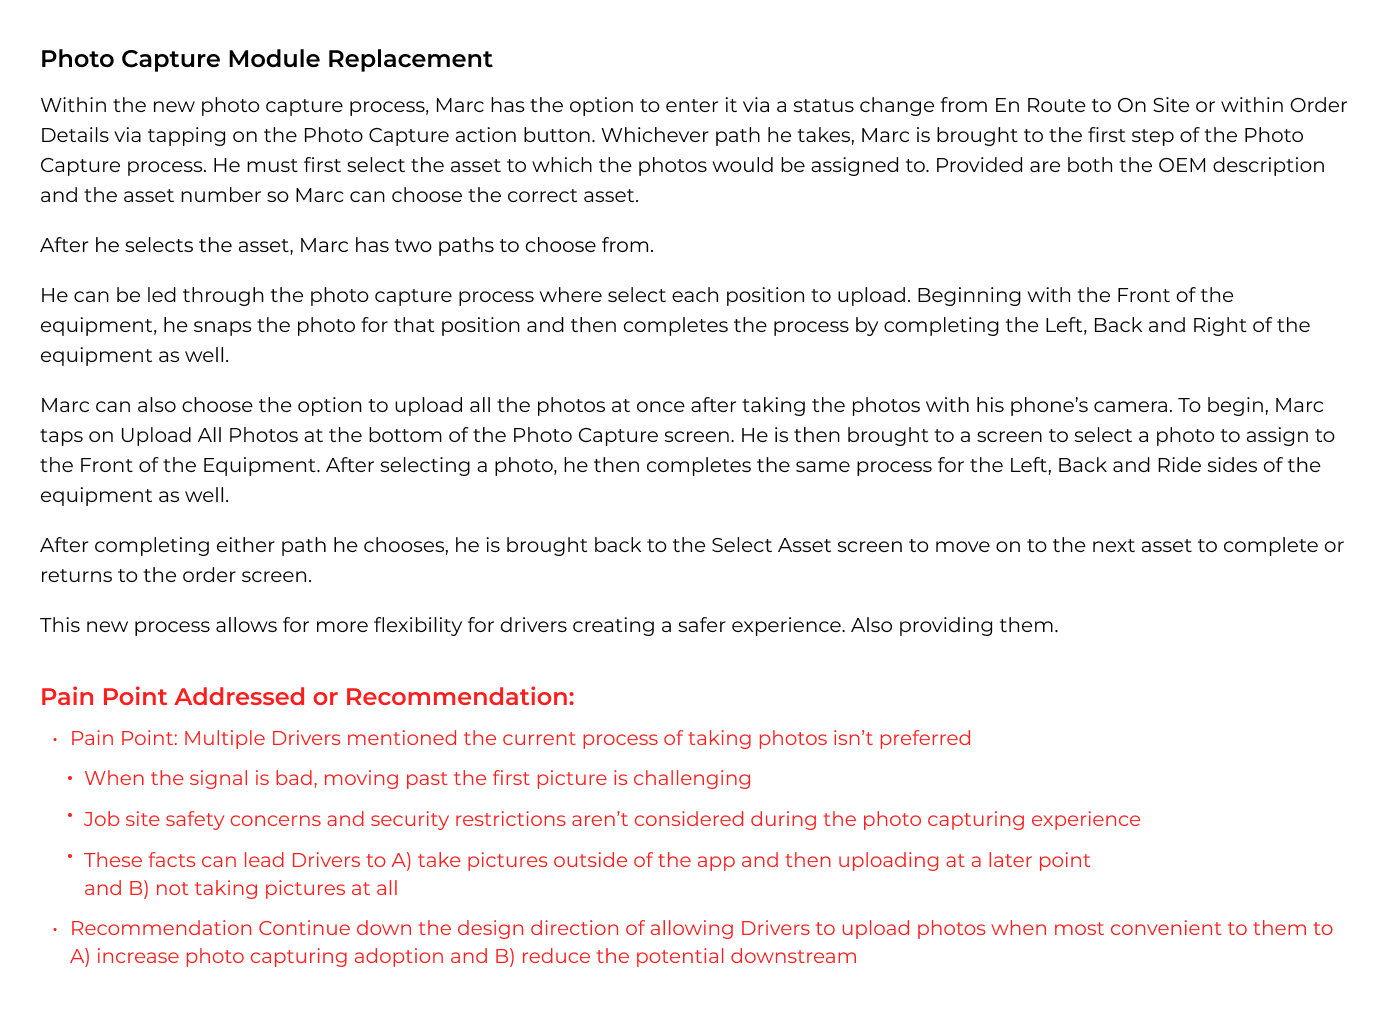 Photo Capture Module Replacement
Within the new photo capture process, Marc has the option to enter it via a status change from En Route to On Site or within Order
Details via tapping on the Photo Capture action button. Whichever path he takes, Marc is brought to the first step of the Photo
Capture process. He must first select the asset to which the photos would be assigned to. Provided are both the OEM description
and the asset number so Marc can choose the correct asset.
After he selects the asset, Marc has two paths to choose from.
He can be led through the photo capture process where select each position to upload. Beginning with the Front of the
equipment, he snaps the photo for that position and then completes the process by completing the Left, Back and Right of the
equipment as well.
Marc can also choose the option to upload all the photos at once after taking the photos with his phone’s camera. To begin, Marc
taps on Upload All Photos at the bottom of the Photo Capture screen. He is then brought to a screen to select a photo to assign to
the Front of the Equipment. After selecting a photo, he then completes the same process for the Left, Back and Ride sides of the
equipment as well.
After completing either path he chooses, he is brought back to the Select Asset screen to move on to the next asset to complete or
returns to the order screen.
This new process allows for more flexibility for drivers creating a safer experience. Also providing them.
Pain Point Addressed or Recommendation:
• Pain Point: Multiple Drivers mentioned the current process of taking photos isn’t preferred
• When the signal is bad, moving past the first picture is challenging
• Job site safety concerns and security restrictions aren’t considered during the photo capturing experience
• These facts can lead Drivers to A) take pictures outside of the app and then uploading at a later point
and B) not taking pictures at all
• Recommendation Continue down the design direction of allowing Drivers to upload photos when most convenient to them to
A) increase photo capturing adoption and B) reduce the potential downstream